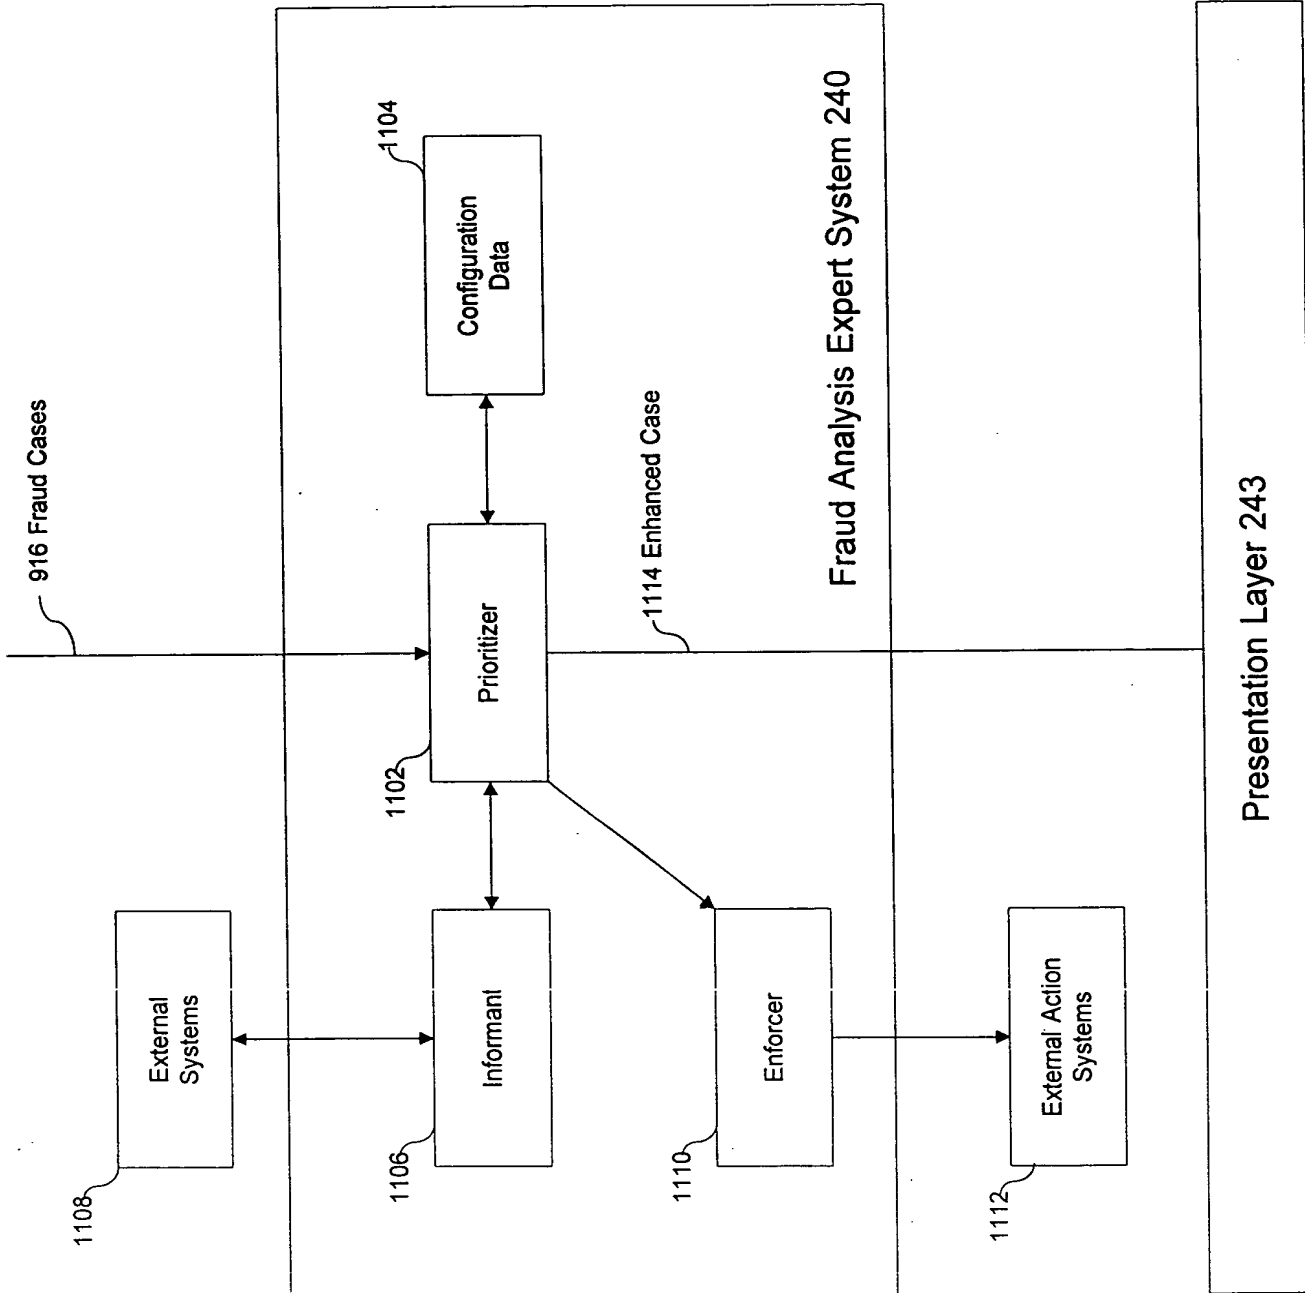 916 Fraud Cases
1104
Configuration
Data
1102
Prioritizer
1114 Enhanced Case
Fraud Analysis Expert System 240
1108
External
Systems
1106
Informant
1110
Enforcer
1112
External Action
Systems
Presentation Layer 243